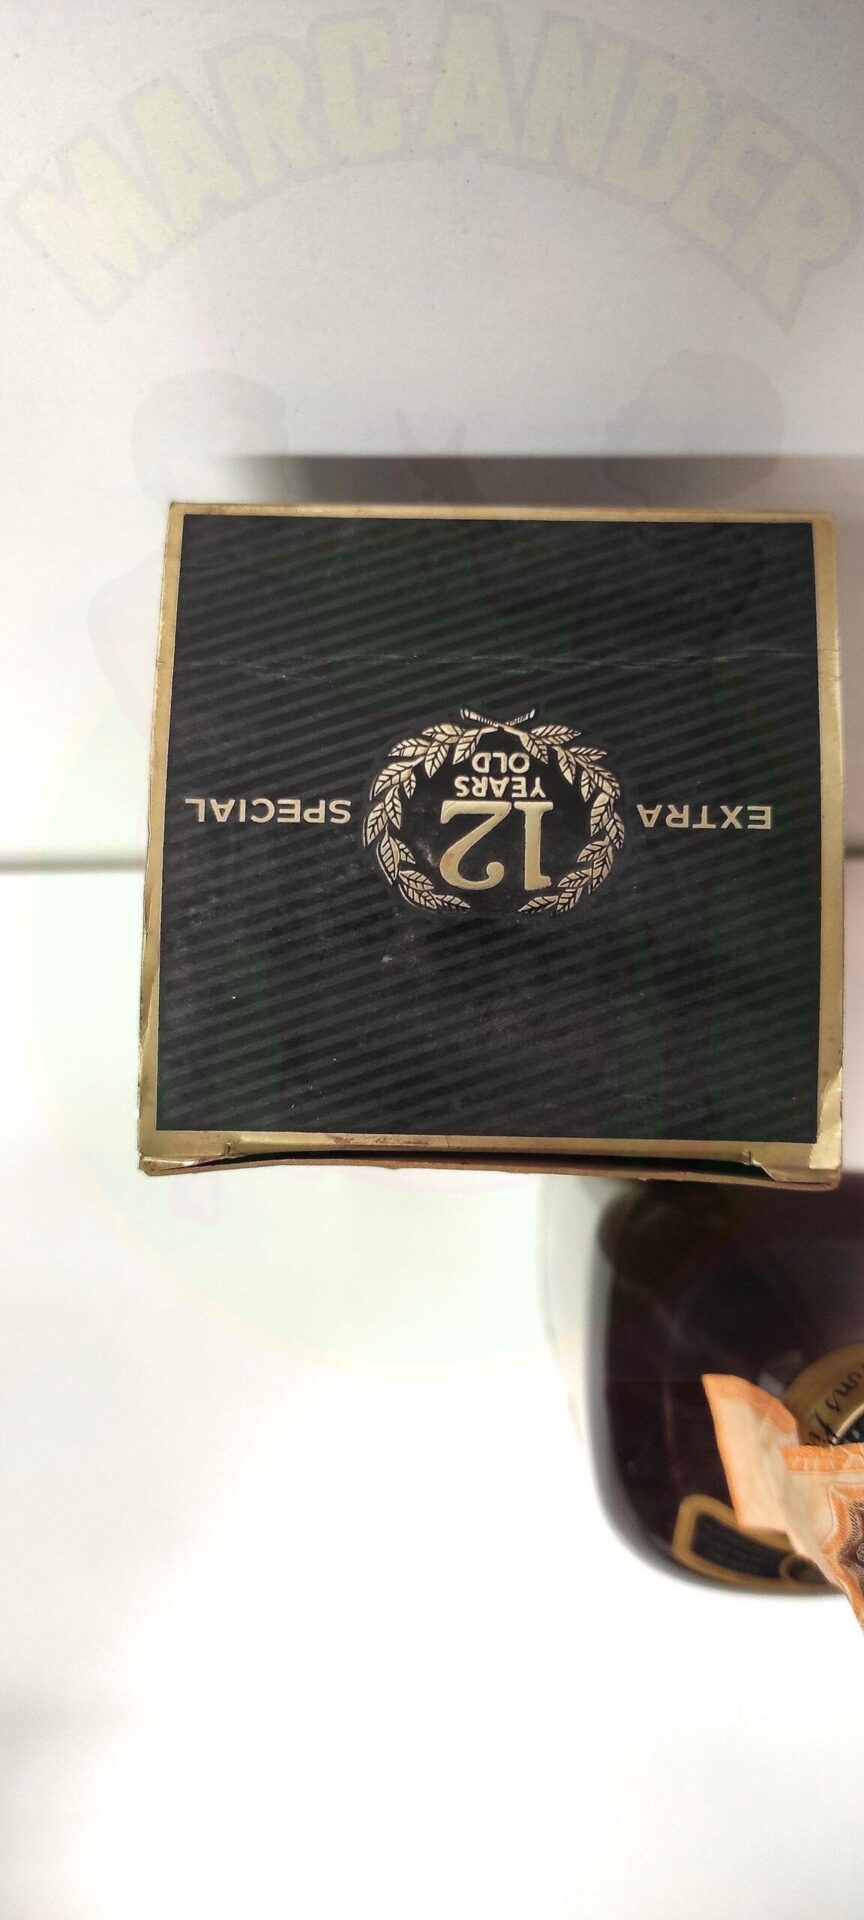 MARC-ANDER
EXTRA 12 SPECIAL
YEARS
OLD